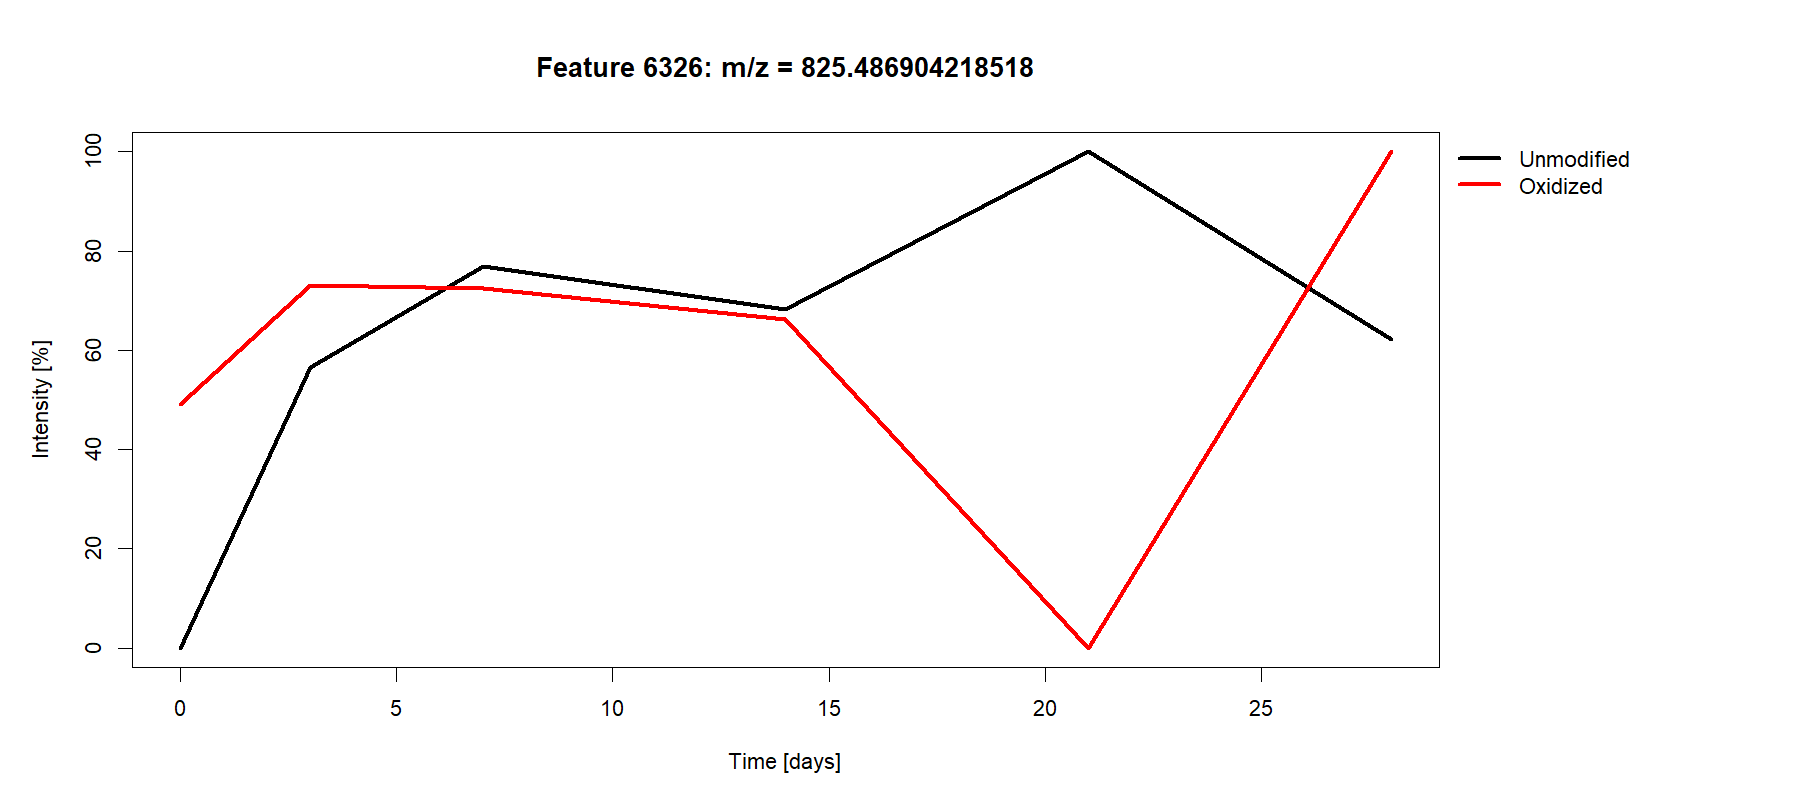 Feature 6326: m/z = 825.486904218518
Unmodified
Oxidized
Intensity [%]
100
80
60
40
20
0
0 5 10 15 20 25
Time [days]